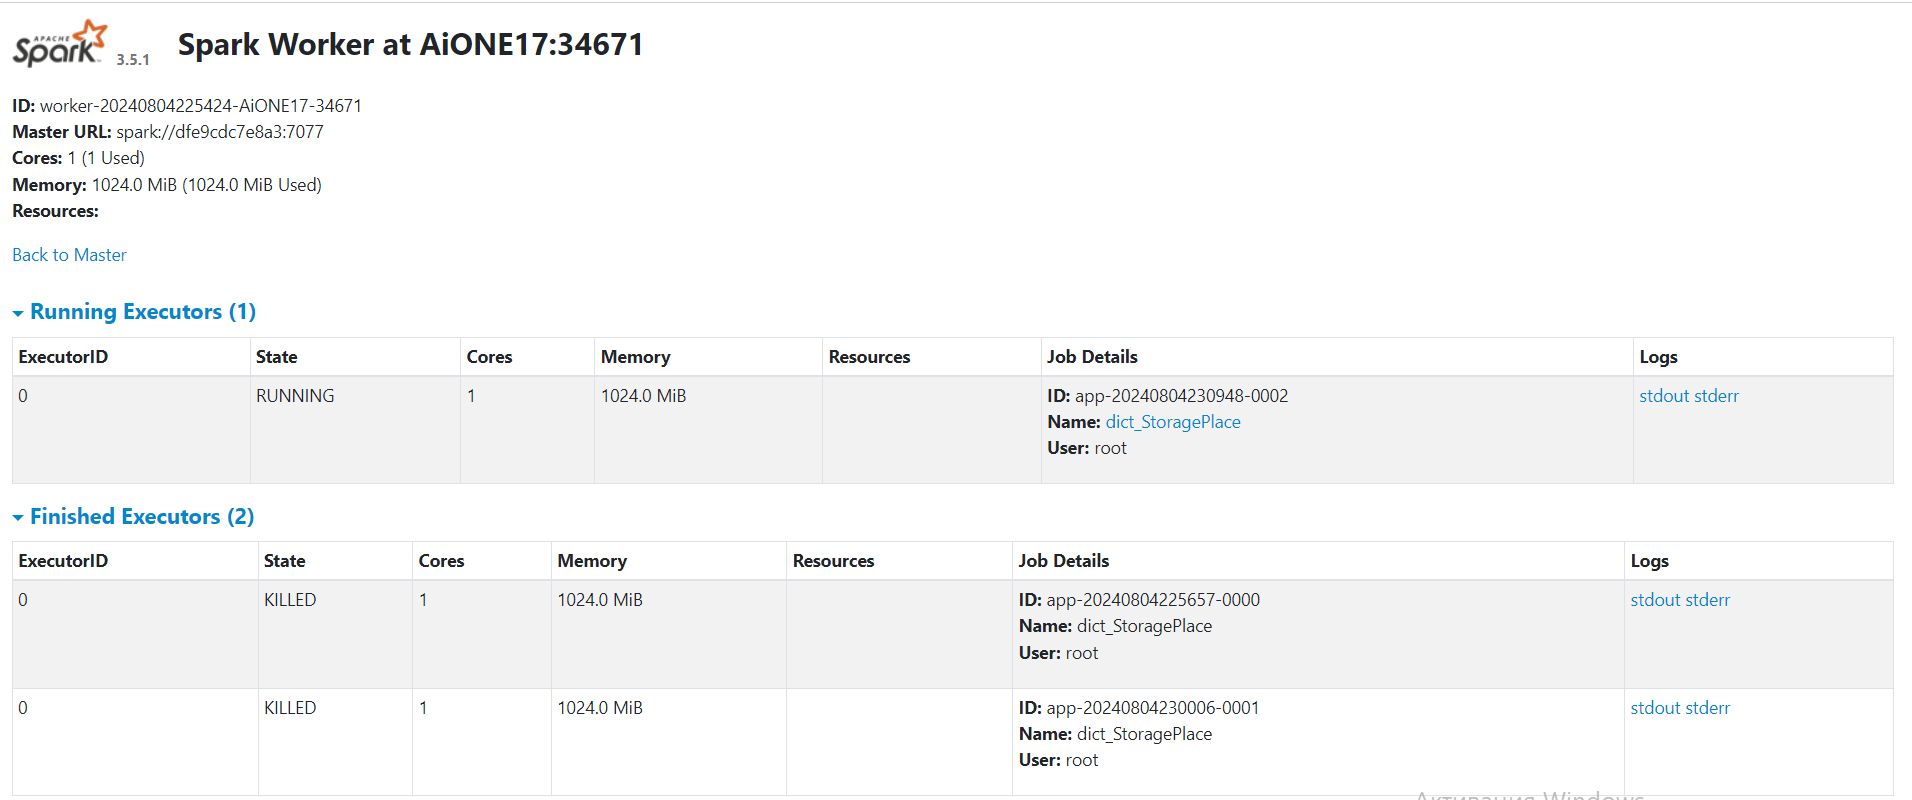 APACHE
Spark 3.5.1 Spark Worker at AiONE17:34671
ID: worker-20240804225424-AiONE17-34671
Master URL: spark://dfe9cdc7e8a3:7077
Cores: 1 (1 Used)
Memory: 1024.0 MiB (1024.0 MiB Used)
Resources:
Back to Master
Running Executors (1)
ExecutorID State Cores Memory Resources Job Details Logs
0 RUNNING 1 1024.0 MiB ID: app-20240804230948-0002 stdout stderr
Name: dict_StoragePlace
User: root
Finished Executors (2)
ExecutorID State Cores Memory Resources Job Details Logs
0 KILLED 1 1024.0 MiB ID: app-20240804225657-0000 stdout stderr
Name: dict_StoragePlace
User: root
0 KILLED 1 1024.0 MiB ID: app-20240804230006-0001 stdout stderr
Name: dict_StoragePlace
User: root
Активация Windows